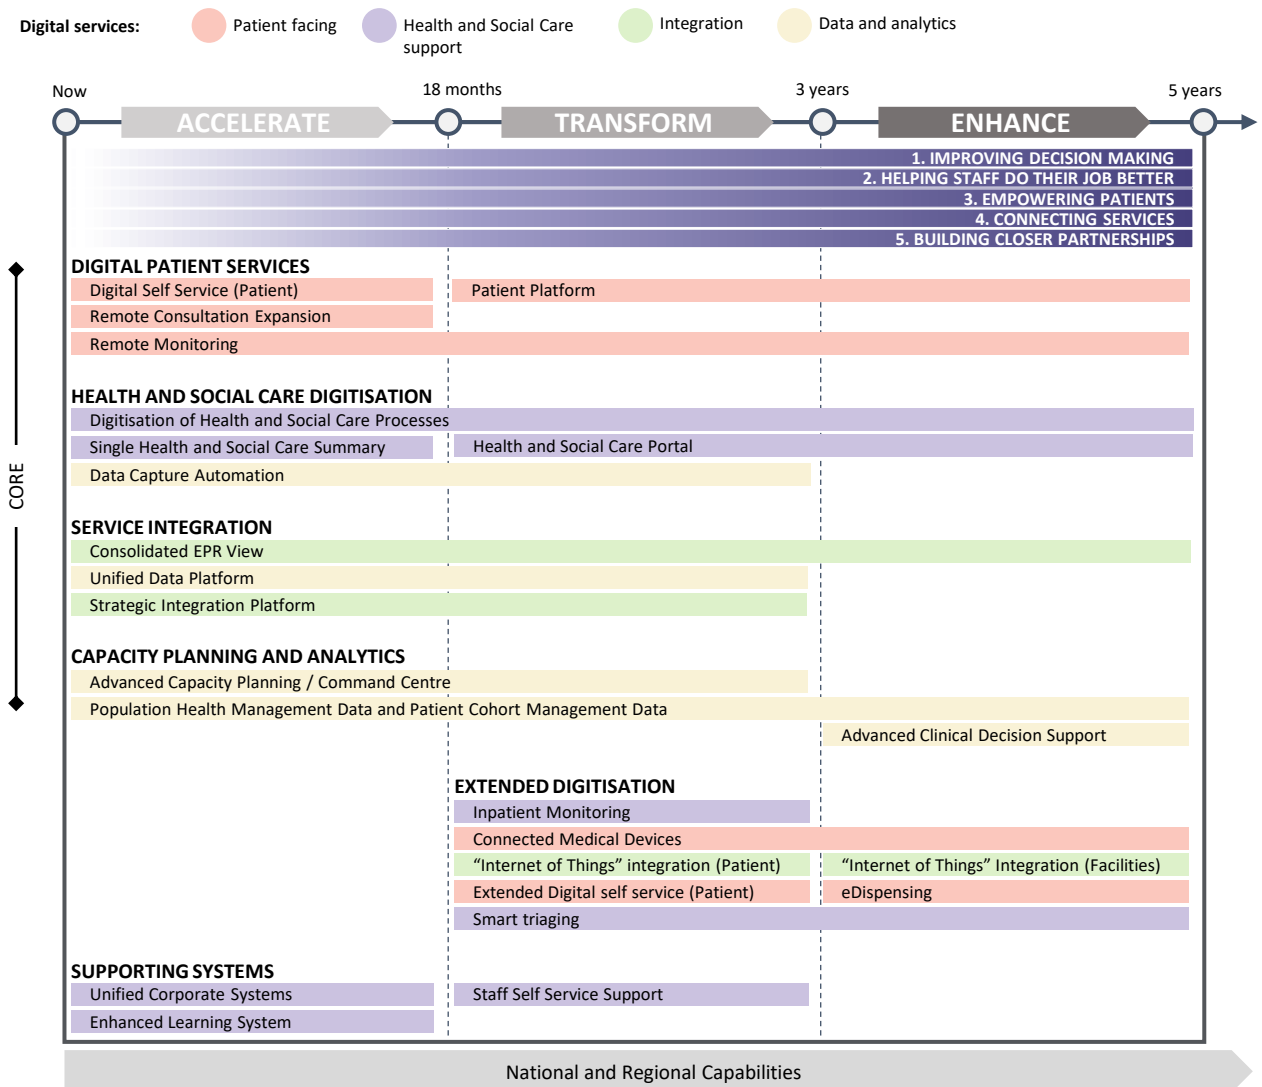 Digital services:
Patient facing
Health and Social Care
support
Integration
Data and analytics
Now
18 months
3 years
5 years
ACCELERATE
TRANSFORM
ENHANCE
1. IMPROVING DECISION MAKING
2. HELPING STAFF DO THEIR JOB BETTER
3. EMPOWERING PATIENTS
4. CONNECTING SERVICES
5. BUILDING CLOSER PARTNERSHIPS
CORE
DIGITAL PATIENT SERVICES
Digital Self Service (Patient)
Patient Platform
Remote Consultation Expansion
Remote Monitoring
HEALTH AND SOCIAL CARE DIGITISATION
Digitisation of Health and Social Care Processes
Single Health and Social Care Summary
Health and Social Care Portal
Data Capture Automation
SERVICE INTEGRATION
Consolidated EPR View
Unified Data Platform
Strategic Integration Platform
CAPACITY PLANNING AND ANALYTICS
Advanced Capacity Planning / Command Centre
Population Health Management Data and Patient Cohort Management Data
Advanced Clinical Decision Support
EXTENDED DIGITISATION
Inpatient Monitoring
Connected Medical Devices
“Internet of Things” integration (Patient)
“Internet of Things” Integration (Facilities)
Extended Digital self service (Patient)
eDispensing
Smart triaging
SUPPORTING SYSTEMS
Unified Corporate Systems
Staff Self Service Support
Enhanced Learning System
National and Regional Capabilities